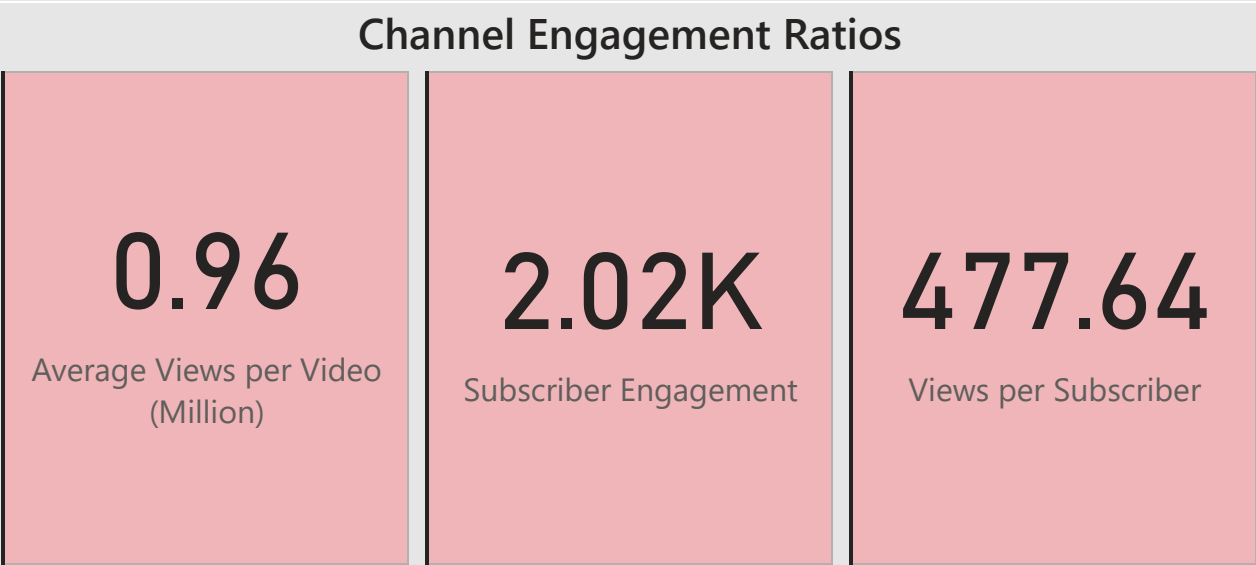 Channel Engagement Ratios
0.96
Average Views per Video
(Million)
2.02K
Subscriber Engagement
477.64
Views per Subscriber